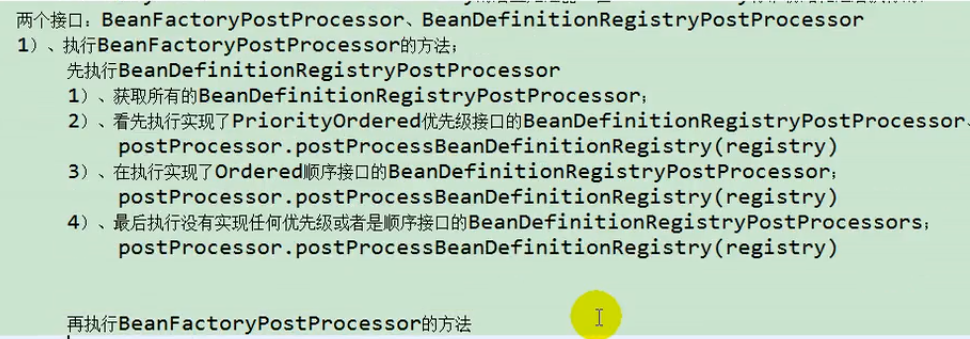 两个接口：BeanFactoryPostProcessor、BeanDefinitionRegistryPostProcessor
1）、执行BeanFactoryPostProcessor的方法；
先执行BeanDefinitionRegistryPostProcessor
1）、获取所有的BeanDefinitionRegistryPostProcessor；
2）、看先执行实现了PriorityOrdered优先级接口的BeanDefinitionRegistryPostProcessor、
postProcessor.postProcessBeanDefinitionRegistry(registry)
3）、在执行实现了Ordered顺序接口的BeanDefinitionRegistryPostProcessor；
postProcessor.postProcessBeanDefinitionRegistry(registry)
4）、最后执行没有实现任何优先级或者是顺序接口的BeanDefinitionRegistryPostProcessors；
postProcessor.postProcessBeanDefinitionRegistry(registry)
再执行BeanFactoryPostProcessor的方法